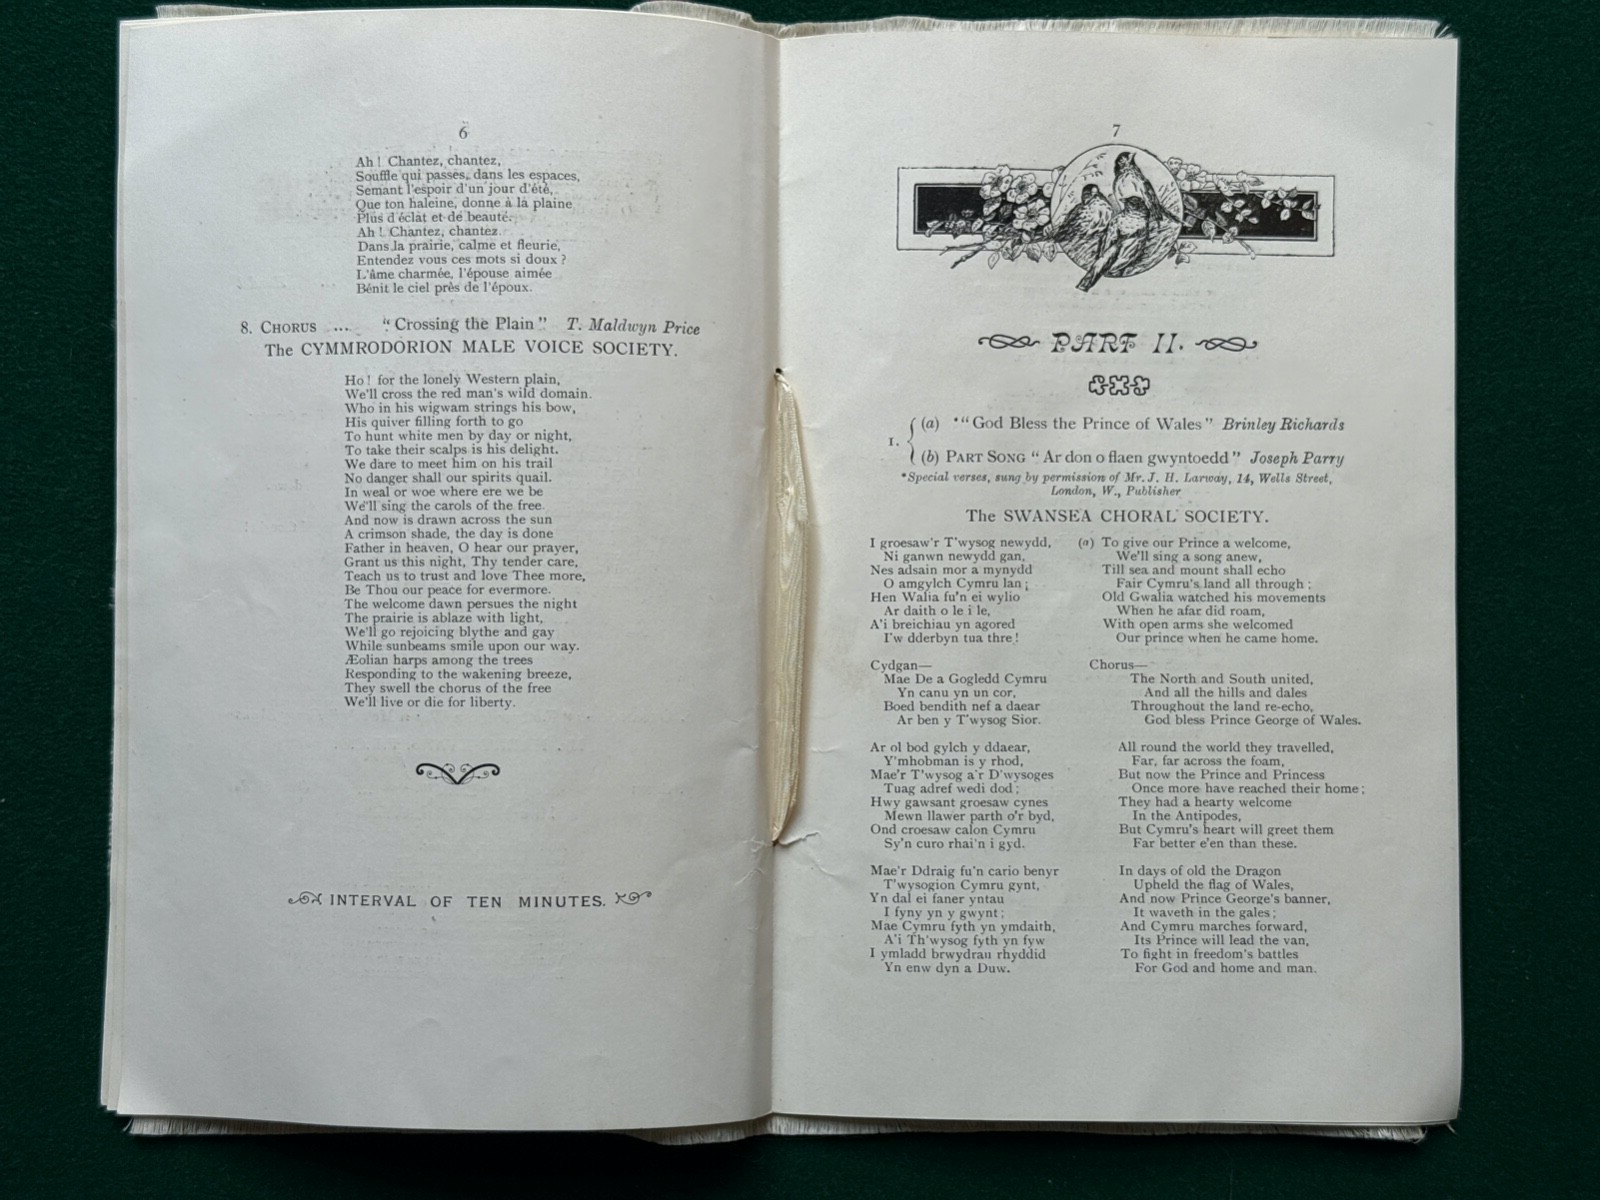 6
Ah ! Chantez, chantez,
Souffle qui passes, dans les espaces,
Semant l'espoir d'un jour d'été,
Que ton haleine, donne à la plaine
Plus d'éclat et de beauté.
Ah ! Chantez, chantez.
Dans la prairie, calme et fleurie,
Entendez vous ces mots si doux ?
L'âme charmée, l'épouse aimée
Bénit le ciel près de l'époux.
8. CHORUS ... "Crossing the Plain" T. Maldwyn Price
The CYMMRODORION MALE VOICE SOCIETY.
Ho ! for the lonely Western plain,
We'll cross the red man's wild domain.
Who in his wigwam strings his bow,
His quiver filling forth to go
To hunt white men by day or night,
To take their scalps is his delight.
We dare to meet him on his trail
No danger shall our spirits quail.
In weal or woe where ere we be
We'll sing the carols of the free.
And now is drawn across the sun
A crimson shade, the day is done
Father in heaven, O hear our prayer,
Grant us this night, Thy tender care,
Teach us to trust and love Thee more,
Be Thou our peace for evermore.
The welcome dawn persues the night
The prairie is ablaze with light,
We'll go rejoicing blythe and gay
While sunbeams smile upon our way.
Æolian harps among the trees
Responding to the wakening breeze,
They swell the chorus of the free
We'll live or die for liberty.
INTERVAL OF TEN MINUTES.
7
PART II.
1. (a) *"God Bless the Prince of Wales" Brinley Richards
(b) PART SONG "Ar don o flaen gwyntoedd" Joseph Parry
*Special verses, sung by permission of Mr. J. H. Larway, 14, Wells Street,
London, W., Publisher
The SWANSEA CHORAL SOCIETY.
I groesaw'r T'wysog newydd,
Ni ganwn newydd gan,
Nes adsain mor a mynydd
O amgylch Cymru lan ;
Hen Walia fu'n ei wylio
Ar daith o le i le,
A'i breichiau yn agored
I'w dderbyn tua thre !
Cydgan—
Mae De a Gogledd Cymru
Yn canu yn un cor,
Boed bendith nef a daear
Ar ben y T'wysog Sior.
Ar ol bod gylch y ddaear,
Y'mhobman is y rhod,
Mae'r T'wysog a'r D'wysoges
Tuag adref wedi dod ;
Hwy gawsant groesaw cynes
Mewn llawer parth o'r byd,
Ond croesaw calon Cymru
Sy'n curo rhai'n i gyd.
Mae'r Ddraig fu'n cario benyr
T'wysogion Cymru gynt,
Yn dal ei faner yntau
I fyny yn y gwynt ;
Mae Cymru fyth yn ymdaith,
A'i Th'wysog fyth yn fyw
I ymladd brwydrau rhyddid
Yn enw dyn a Duw.
(a) To give our Prince a welcome,
We'll sing a song anew,
Till sea and mount shall echo
Fair Cymru's land all through ;
Old Gwalia watched his movements
When he afar did roam,
With open arms she welcomed
Our prince when he came home.
Chorus—
The North and South united,
And all the hills and dales
Throughout the land re-echo,
God bless Prince George of Wales.
All round the world they travelled,
Far, far across the foam,
But now the Prince and Princess
Once more have reached their home ;
They had a hearty welcome
In the Antipodes,
But Cymru's heart will greet them
Far better e'en than these.
In days of old the Dragon
Upheld the flag of Wales,
And now Prince George's banner,
It waveth in the gales ;
And Cymru marches forward,
Its Prince will lead the van,
To fight in freedom's battles
For God and home and man.